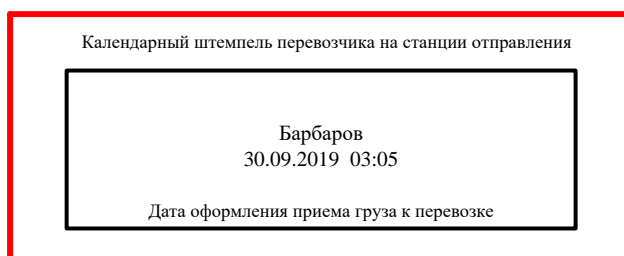 Календарный штемпель перевозчика на станции отправления
Барбаров
30.09.2019 03:05
Дата оформления приема груза к перевозке